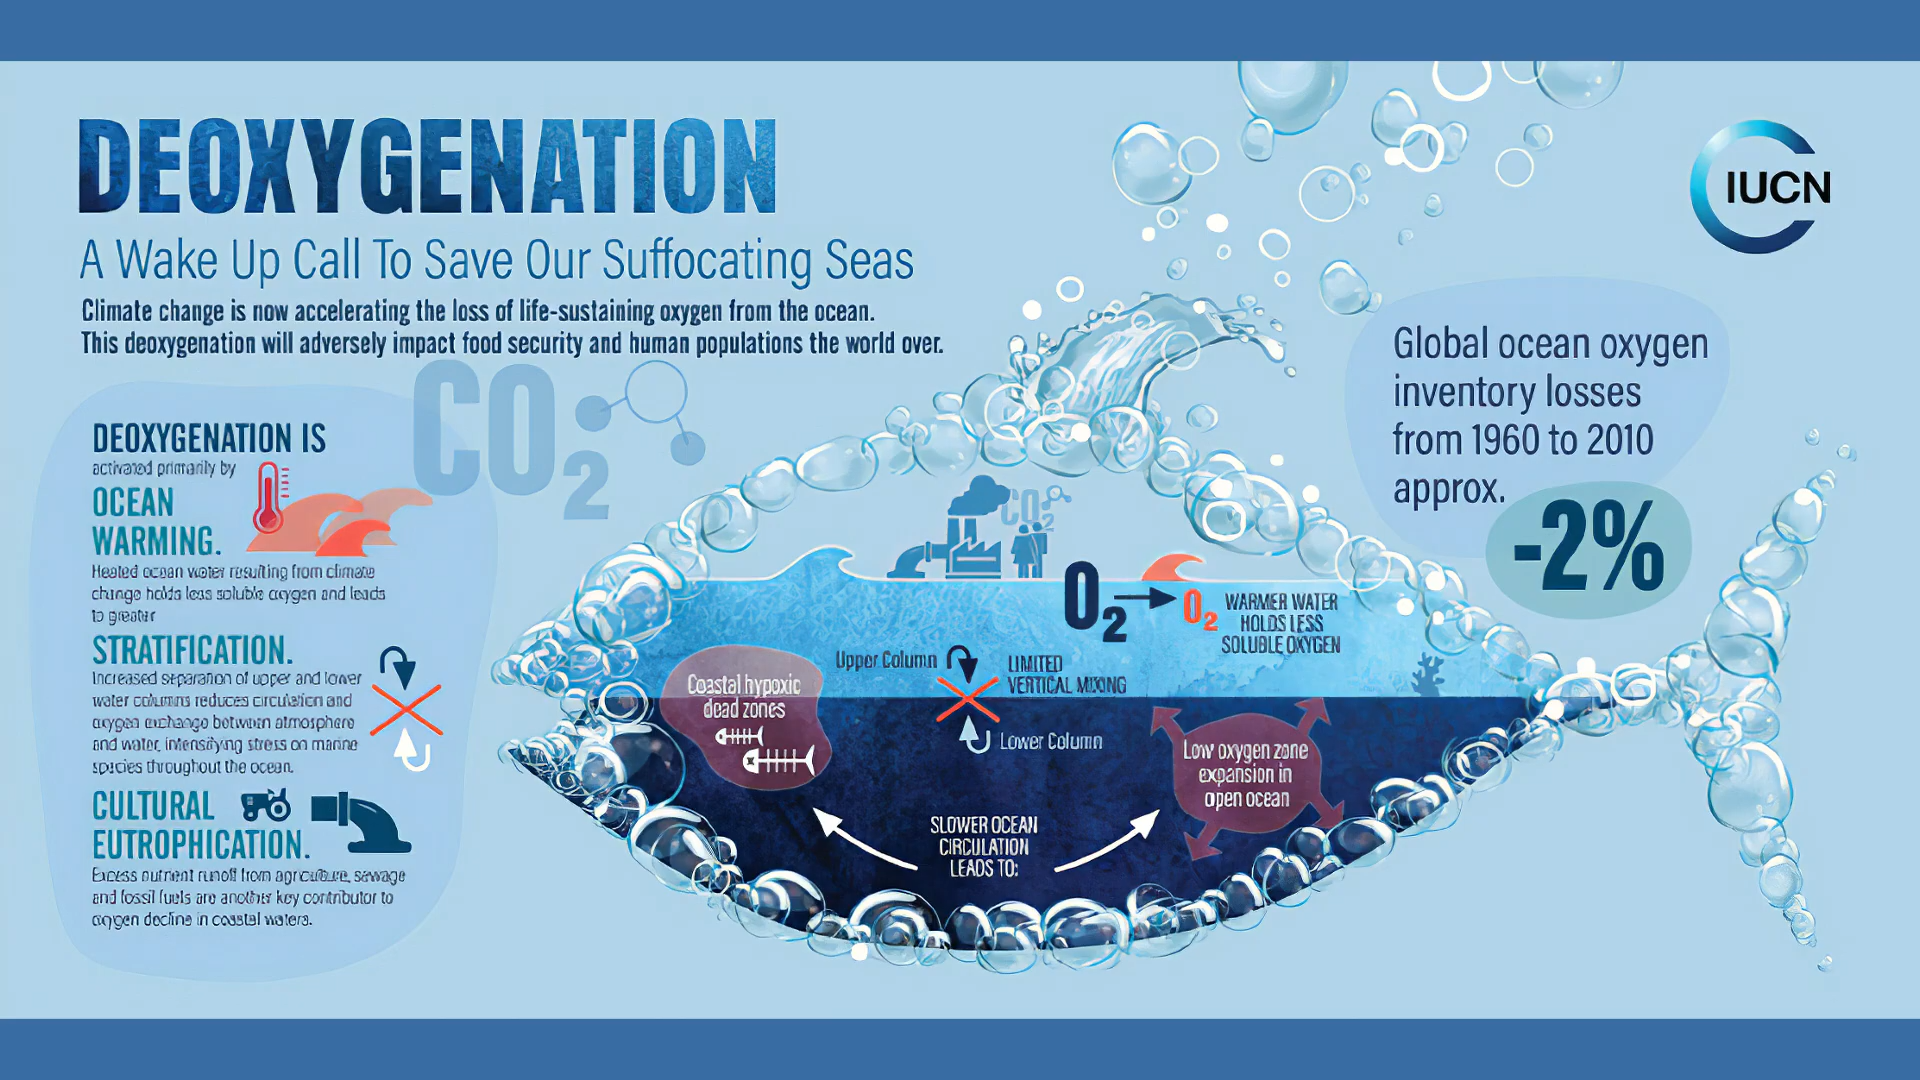 DEOXYGENATION
A Wake Up Call To Save Our Suffocating Seas
Climate change is now accelerating the loss of life-sustaining oxygen from the ocean.
This deoxygenation will adversely impact food security and human populations the world over.
IUCN
CO2
DEOXYGENATION IS
activated primarily by
OCEAN
WARMING.
Heated ocean water resulting from climate
change holds less soluble oxygen and leads
to greater
STRATIFICATION.
Increased separation of upper and lower
water columns reduces circulation and
oxygen exchange between atmosphere
and water, intensifying stress on marine
species throughout the ocean.
CULTURAL
EUTROPHICATION.
Excess nutrient runoff from agriculture, sewage
and fossil fuels are another key contributor to
oxygen decline in coastal waters.
Global ocean oxygen
inventory losses
from 1960 to 2010
approx.
-2%
CO2
O2
O2
WARMER WATER
HOLDS LESS
SOLUBLE OXYGEN
Upper Column
LIMITED
VERTICAL MIXING
Lower Column
Coastal hypoxic
dead zones
Low oxygen zone
expansion in
open ocean
SLOWER OCEAN
CIRCULATION
LEADS TO: